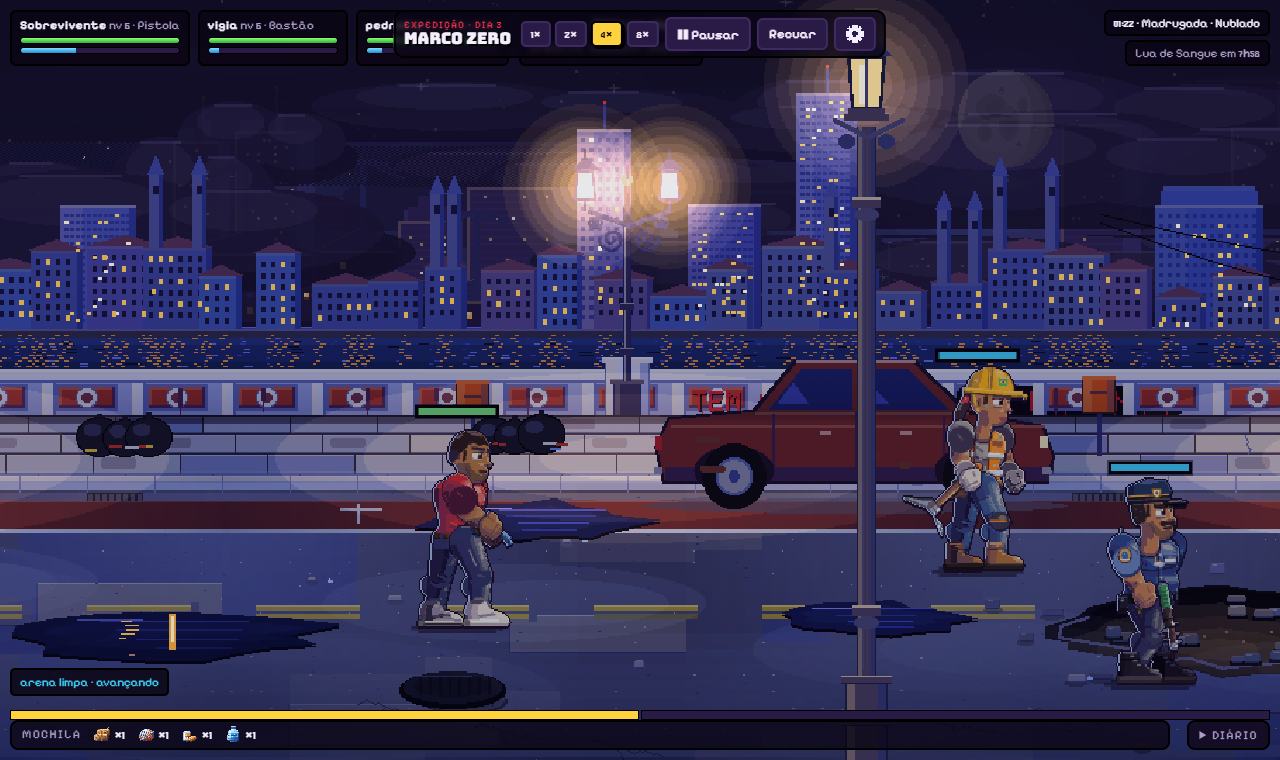 Sobrevivente nv 5 · Pistola
vigia nv 5 · Bastão
pedr
EXPEDIÇÃO · DIA 3
MARCO ZERO
1×
2×
4×
8×
Pausar
Recuar
01:22 · Madrugada · Nublado
Lua de Sangue em 7h58
arena limpa · avançando
MOCHILA
×1
×1
×1
×1
▶ DIÁRIO